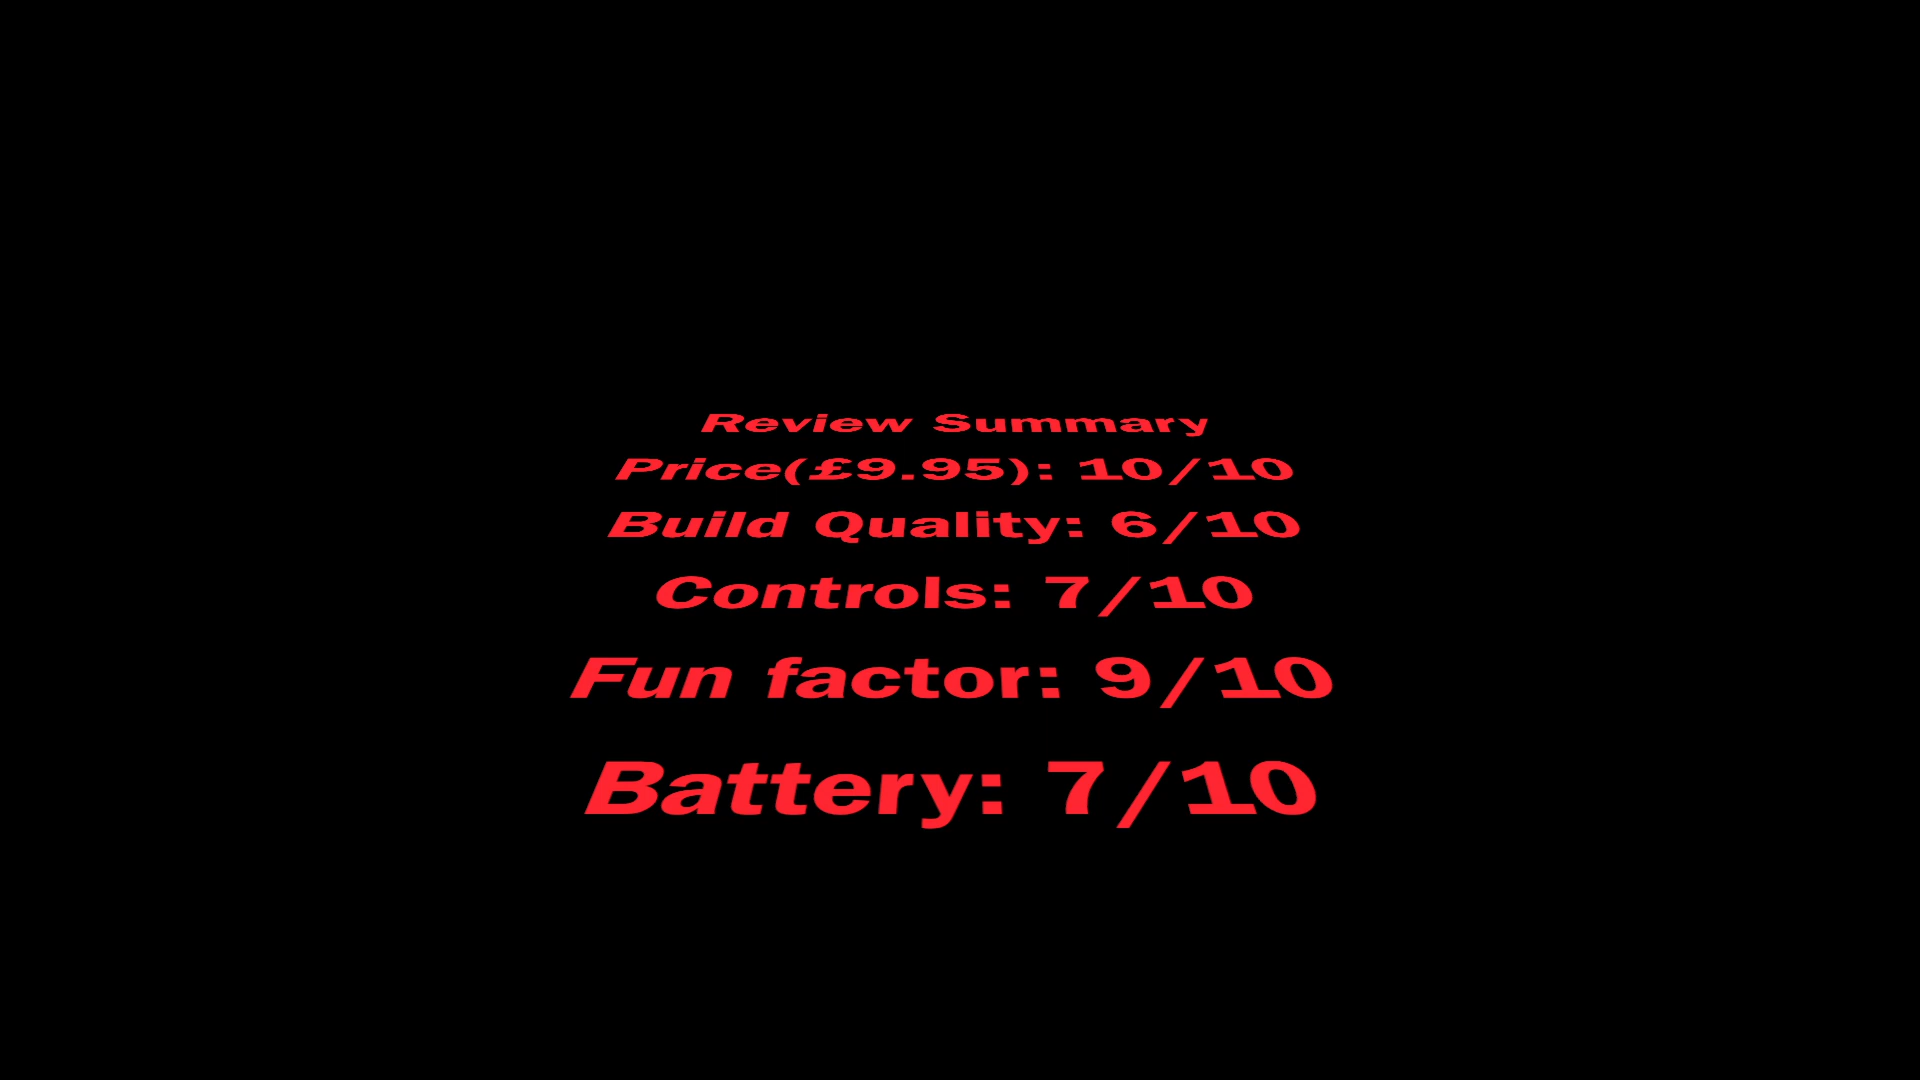 Review Summary
Price(£9.95): 10/10
Build Quality: 6/10
Controls: 7/10
Fun factor: 9/10
Battery: 7/10